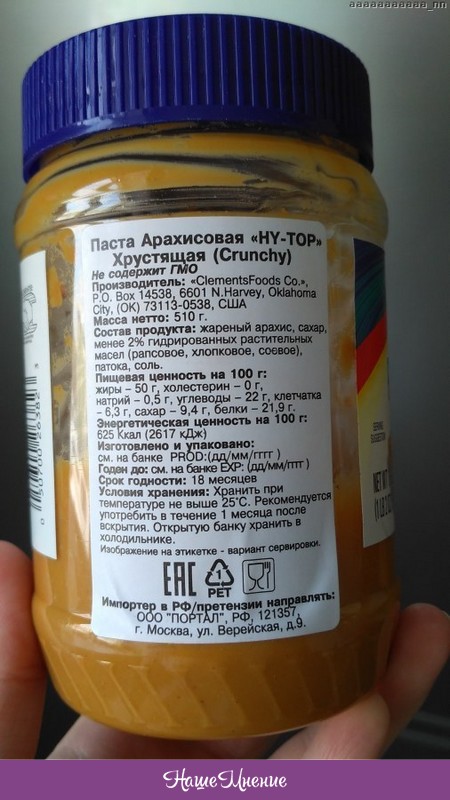 aaaaaaaaaaa_nn
Паста Арахисовая «HY-TOP»
Хрустящая (Crunchy)
Не содержит ГМО
Производитель: «ClementsFoods Co.»,
P.O. Box 14538, 6601 N.Harvey, Oklahoma
City, (OK) 73113-0538, США
Масса нетто: 510 г.
Состав продукта: жареный арахис, сахар,
менее 2% гидрированных растительных
масел (рапсовое, хлопковое, соевое),
патока, соль.
Пищевая ценность на 100 г:
жиры – 50 г, холестерин – 0 г,
натрий – 0,5 г, углеводы – 22 г, клетчатка
– 6,3 г, сахар – 9,4 г, белки – 21,9 г.
Энергетическая ценность на 100 г:
625 Ккал (2617 кДж)
Изготовлено и упаковано:
см. на банке PROD:(дд/мм/гггг )
Годен до: см. на банке EXP: (дд/мм/гггг )
Срок годности: 18 месяцев
Условия хранения: Хранить при
температуре не выше 25°С. Рекомендуется
употребить в течение 1 месяца после
вскрытия. Открытую банку хранить в
холодильнике.
Изображение на этикетке - вариант сервировки.
EAC 1 PET
Импортер в РФ/претензии направлять:
ООО "ПОРТАЛ", РФ, 121357,
г. Москва, ул. Верейская, д.9.
SERVING
SUGGESTION
NET W
НашеМнение